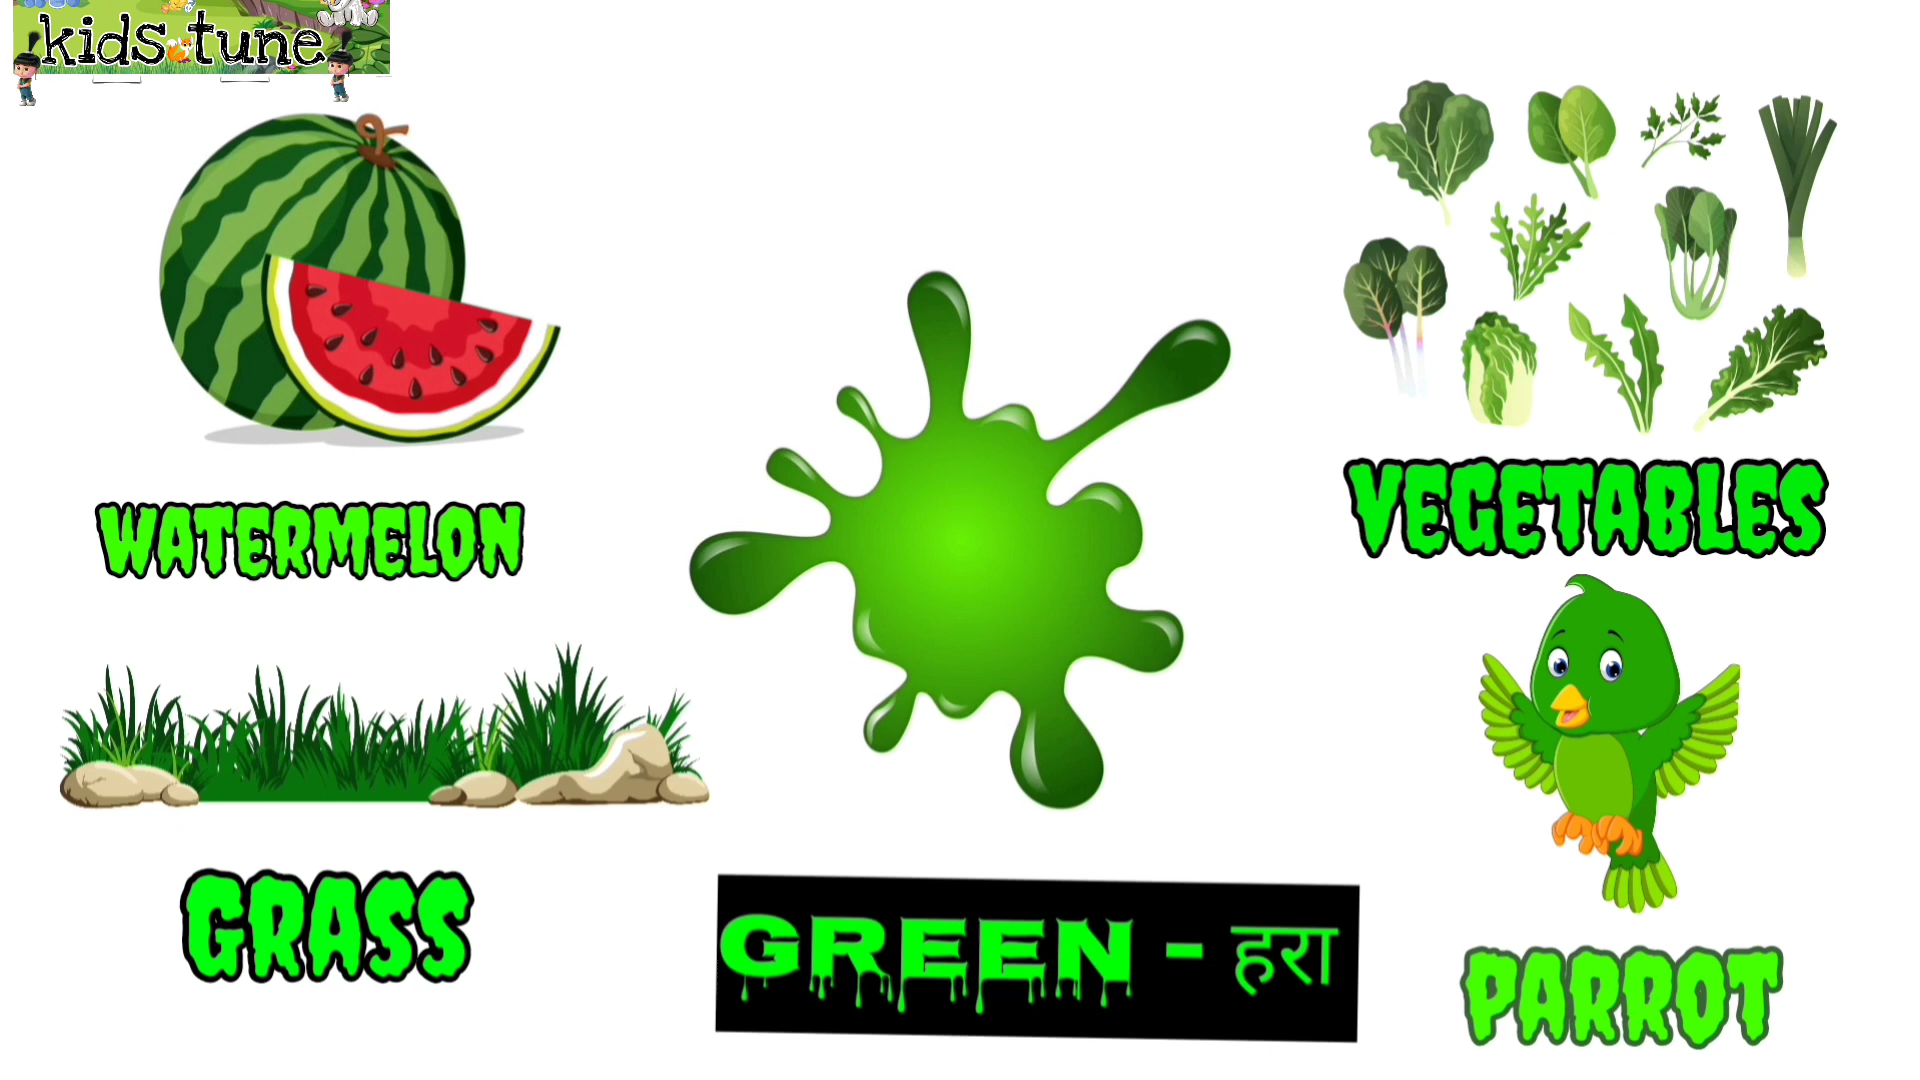 kids tune
WATERMELON
VEGETABLES
GRASS
GREEN - हरा
PARROT